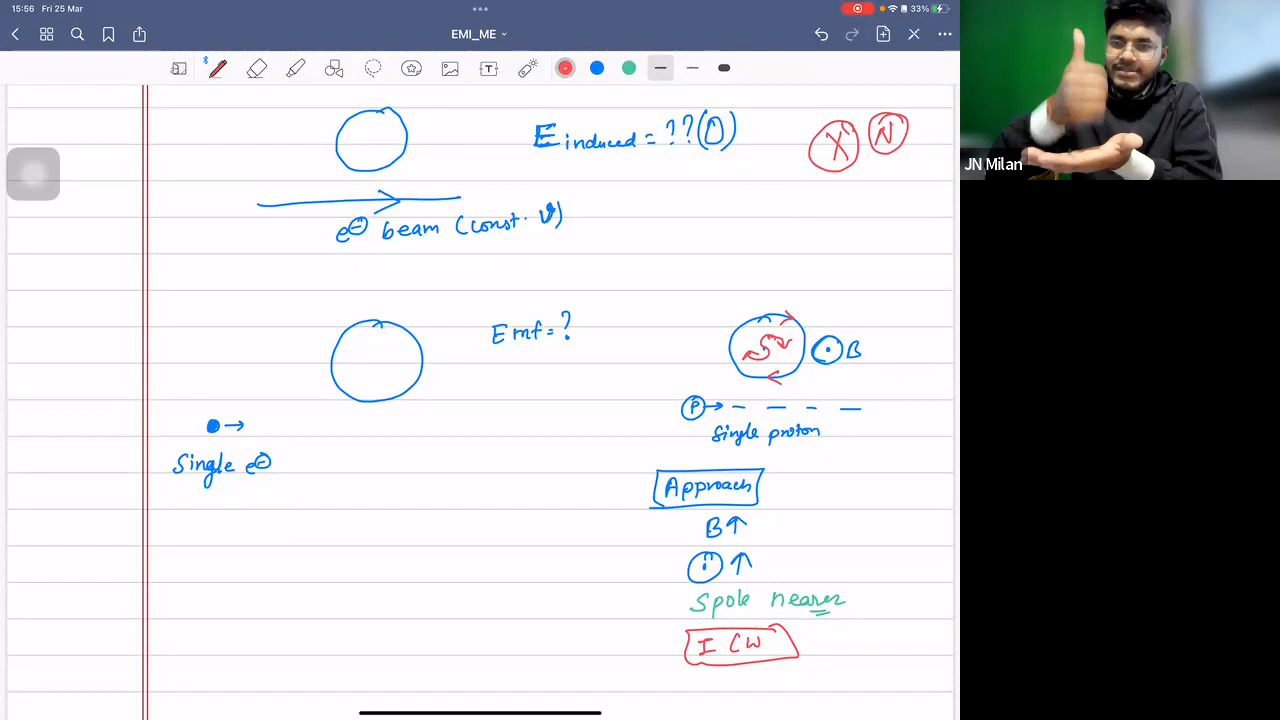 15:56 Fri 25 Mar
33%
EMI_ME
E induced = ?? (0)
X N
JN Milan
e⊖ beam (const. v)
Emf = ?
S
B
P
Single proton
Single e⊖
Approach
B↑
⊙↑
S pole nearer
I CW